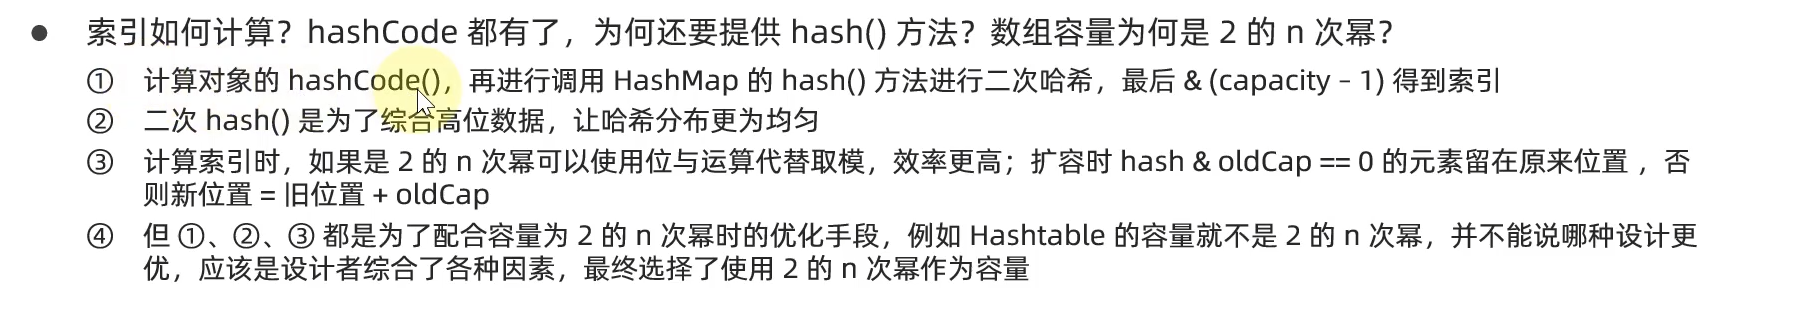 ● 索引如何计算？hashCode 都有了，为何还要提供 hash() 方法？数组容量为何是 2 的 n 次幂？
① 计算对象的 hashCode()，再进行调用 HashMap 的 hash() 方法进行二次哈希，最后 & (capacity – 1) 得到索引
② 二次 hash() 是为了综合高位数据，让哈希分布更为均匀
③ 计算索引时，如果是 2 的 n 次幂可以使用位与运算代替取模，效率更高；扩容时 hash & oldCap == 0 的元素留在原来位置 ，否
则新位置 = 旧位置 + oldCap
④ 但 ①、②、③ 都是为了配合容量为 2 的 n 次幂时的优化手段，例如 Hashtable 的容量就不是 2 的 n 次幂，并不能说哪种设计更
优，应该是设计者综合了各种因素，最终选择了使用 2 的 n 次幂作为容量